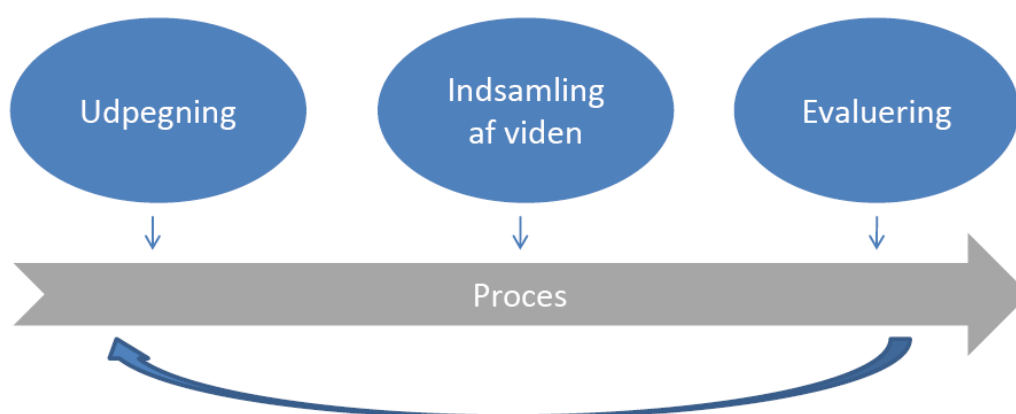 Udpegning
Indsamling
af viden
Evaluering
Proces